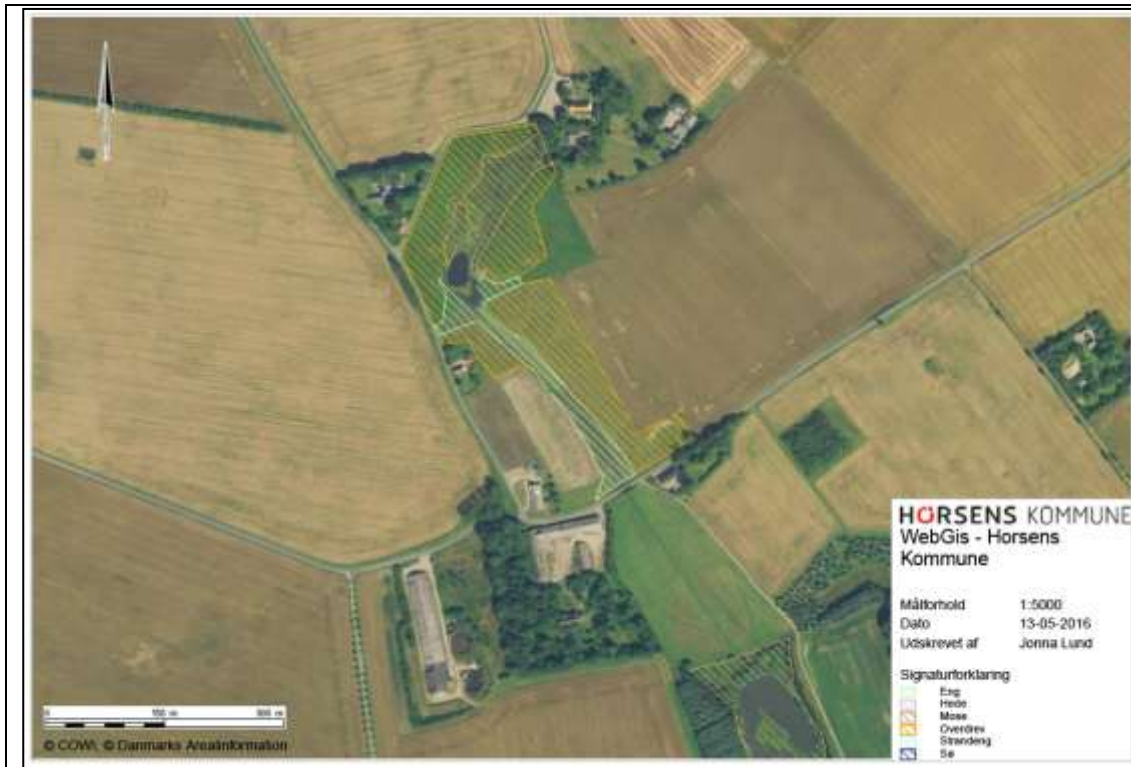 HORSENS KOMMUNE
WebGis - Horsens
Kommune
Målforhold 1:5000
Dato 13-05-2016
Udskrevet af Jonna Lund
Signaturforklaring
Eng
Hede
Mose
Overdrev
Strandeng
Sø
© COWI, © Danmarks Arealinformation